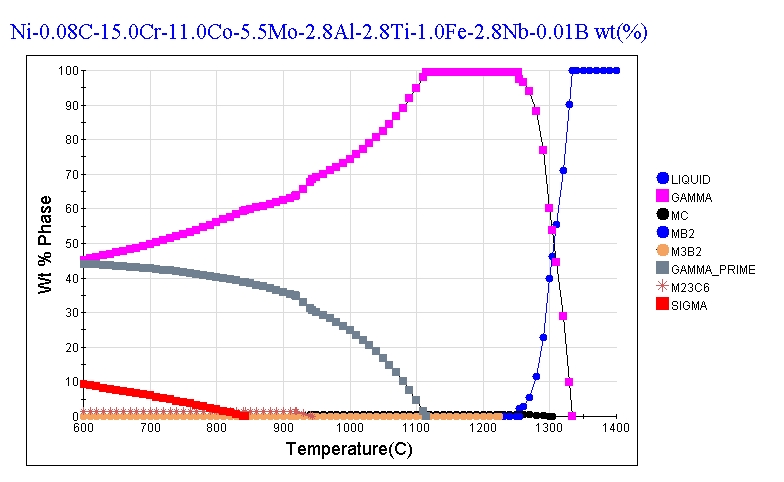 Ni-0.08C-15.0Cr-11.0Co-5.5Mo-2.8Al-2.8Ti-1.0Fe-2.8Nb-0.01B wt(%)
100
90
80
70
60
50
40
30
20
10
0
Wt % Phase
600 700 800 900 1000 1100 1200 1300 1400
Temperature(C)
LIQUID
GAMMA
MC
MB2
M3B2
GAMMA_PRIME
M23C6
SIGMA